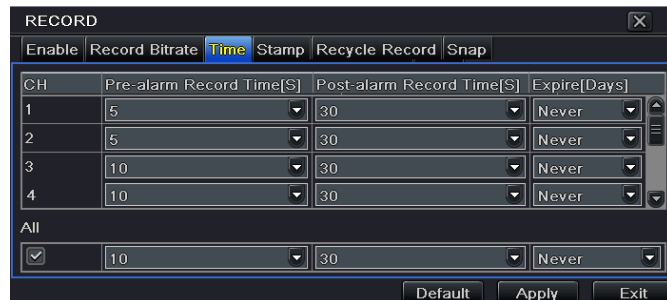 RECORD
Enable Record Bitrate Time Stamp Recycle Record Snap
CH Pre-alarm Record Time[S] Post-alarm Record Time[S] Expire[Days]
1 5 30 Never
2 5 30 Never
3 10 30 Never
4 10 30 Never
All
10 30 Never
Default Apply Exit